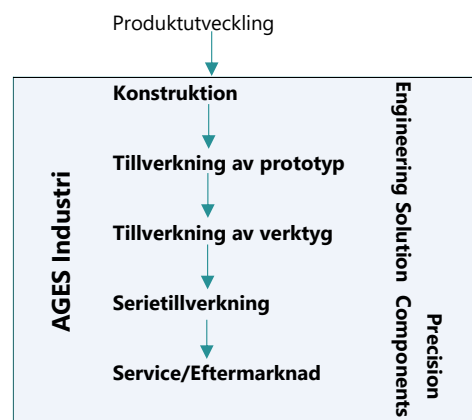 Produktutveckling
Konstruktion
Tillverkning av prototyp
Tillverkning av verktyg
Serietillverkning
Service/Eftermarknad
AGES Industri
Engineering Solution
Precision
Components